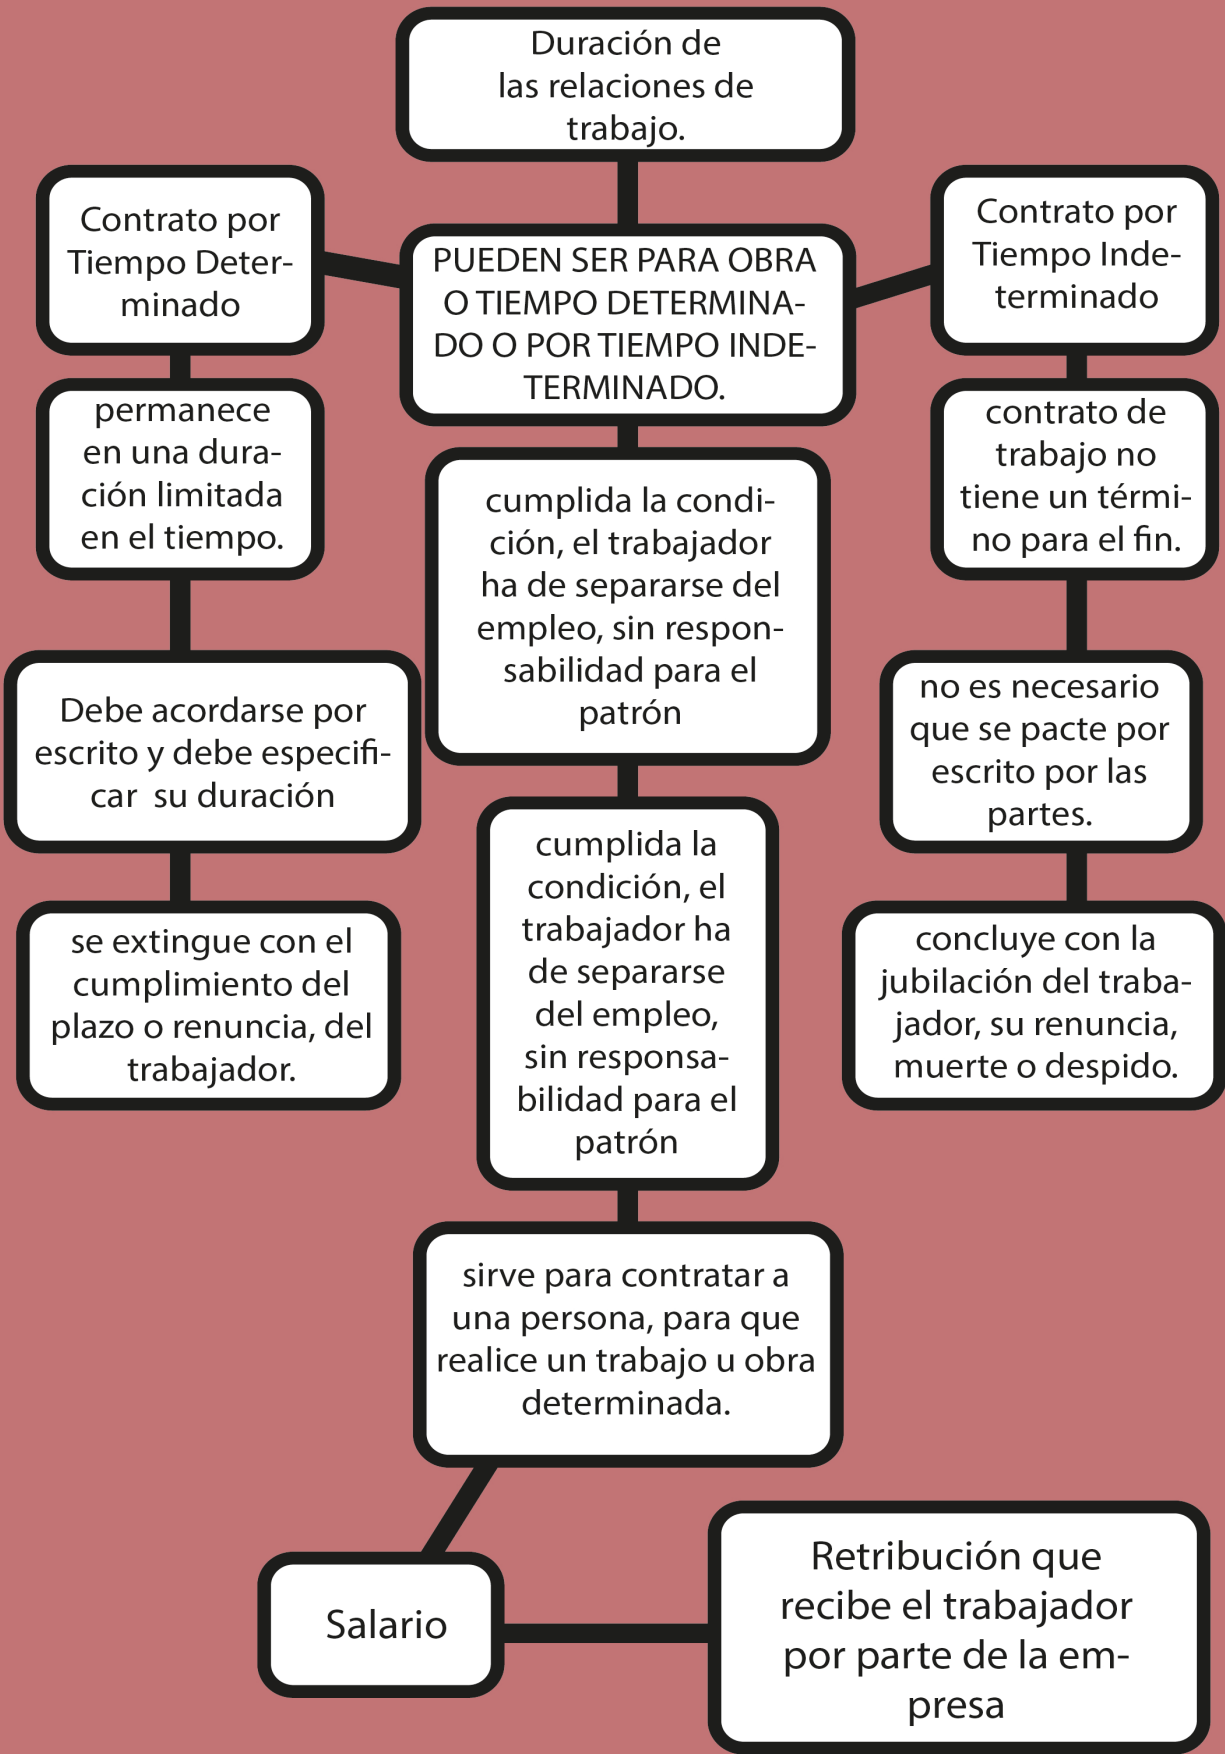 Duración de
las relaciones de
trabajo.
Contrato por
Tiempo Deter-
minado
PUEDEN SER PARA OBRA
O TIEMPO DETERMINA-
DO O POR TIEMPO INDE-
TERMINADO.
Contrato por
Tiempo Inde-
terminado
permanece
en una dura-
ción limitada
en el tiempo.
cumplida la condi-
ción, el trabajador
ha de separarse del
empleo, sin respon-
sabilidad para el
patrón
contrato de
trabajo no
tiene un térmi-
no para el fin.
Debe acordarse por
escrito y debe especifi-
car  su duración
no es necesario
que se pacte por
escrito por las
partes.
cumplida la
condición, el
trabajador ha
de separarse
del empleo,
sin responsa-
bilidad para el
patrón
se extingue con el
cumplimiento del
plazo o renuncia, del
trabajador.
concluye con la
jubilación del traba-
jador, su renuncia,
muerte o despido.
sirve para contratar a
una persona, para que
realice un trabajo u obra
determinada.
Salario
Retribución que
recibe el trabajador
por parte de la em-
presa